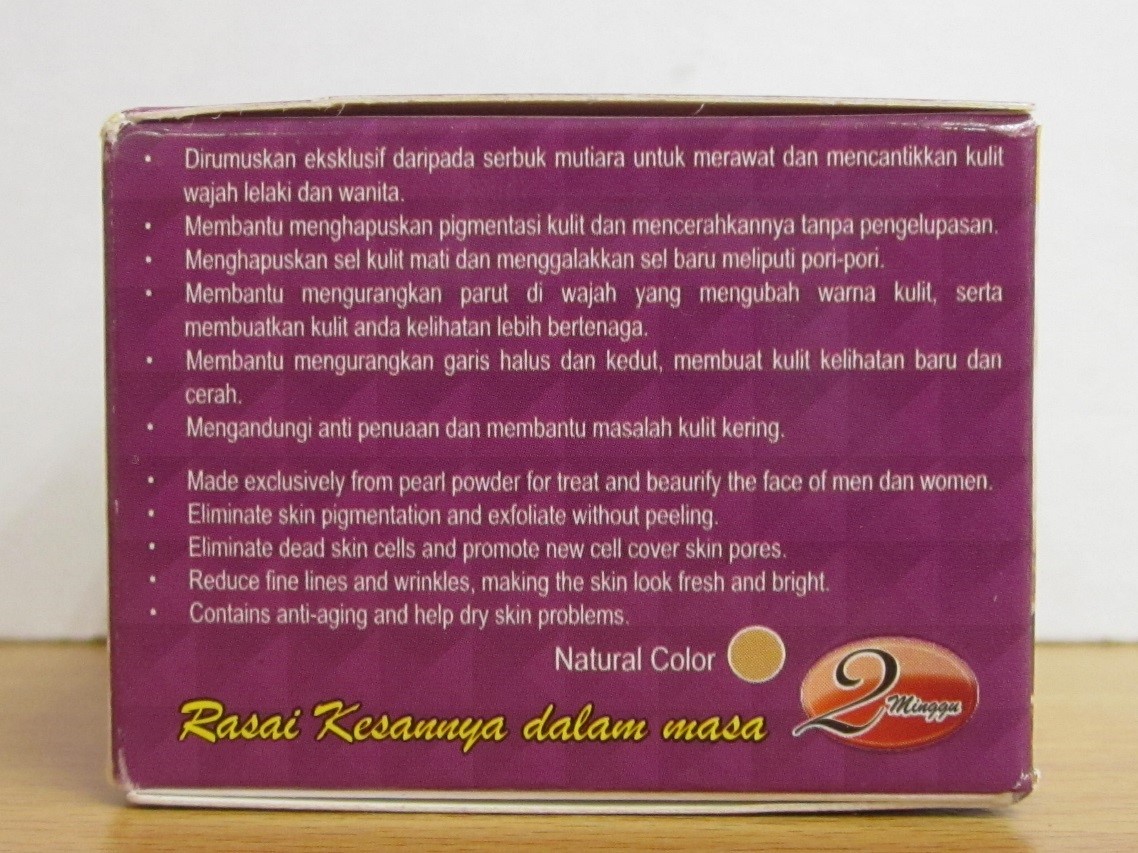 • Dirumuskan eksklusif daripada serbuk mutiara untuk merawat dan mencantikkan kulit
wajah lelaki dan wanita.
• Membantu menghapuskan pigmentasi kulit dan mencerahkannya tanpa pengelupasan.
• Menghapuskan sel kulit mati dan menggalakkan sel baru meliputi pori-pori.
• Membantu mengurangkan parut di wajah yang mengubah warna kulit, serta
membuatkan kulit anda kelihatan lebih bertenaga.
• Membantu mengurangkan garis halus dan kedut, membuat kulit kelihatan baru dan
cerah.
• Mengandungi anti penuaan dan membantu masalah kulit kering.
• Made exclusively from pearl powder for treat and beaurify the face of men dan women.
• Eliminate skin pigmentation and exfoliate without peeling.
• Eliminate dead skin cells and promote new cell cover skin pores.
• Reduce fine lines and wrinkles, making the skin look fresh and bright.
• Contains anti-aging and help dry skin problems.
Natural Color
Rasai Kesannya dalam masa 2 Minggu